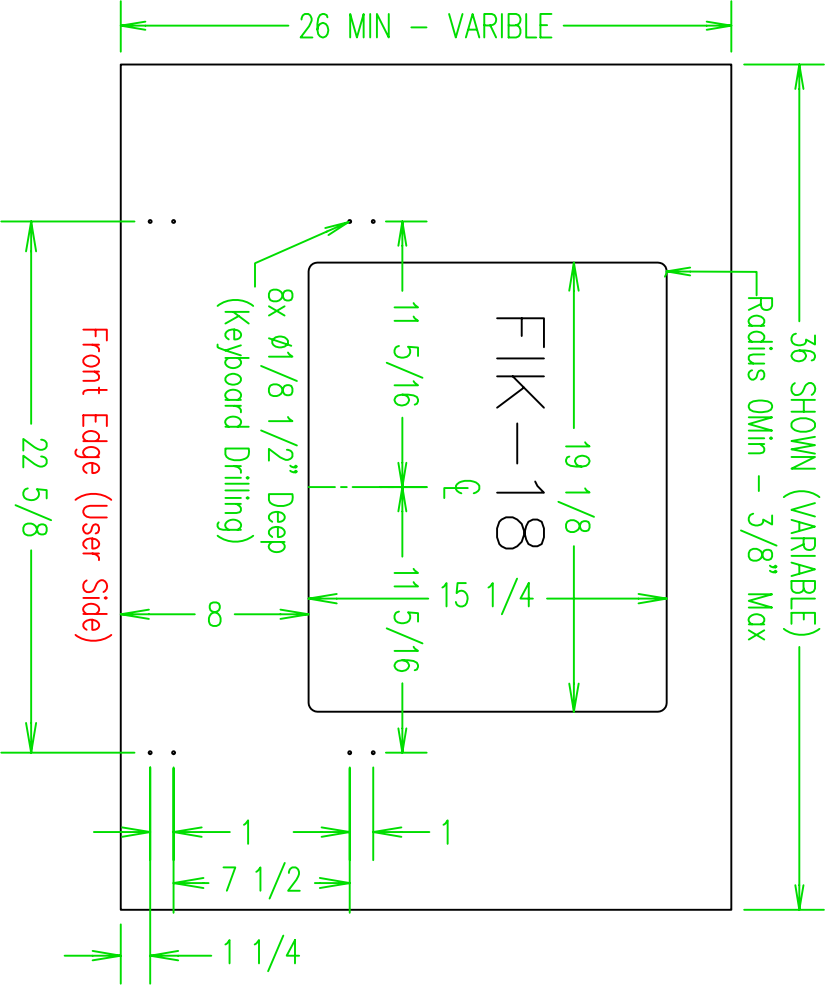 26 MIN - VARIBLE
36 SHOWN (VARIABLE)
Radius 0Min - 3/8" Max
FIK-18
19 1/8
15 1/4
11 5/16
CL
11 5/16
8x ø1/8 1/2" Deep
(Keyboard Drilling)
8
Front Edge (User Side)
22 5/8
1
1
7 1/2
1 1/4